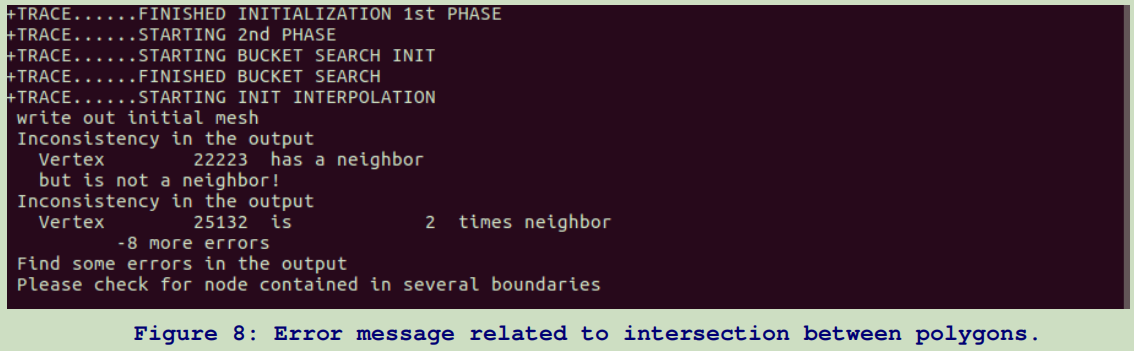 +TRACE......FINISHED INITIALIZATION 1st PHASE
+TRACE......STARTING 2nd PHASE
+TRACE......STARTING BUCKET SEARCH INIT
+TRACE......FINISHED BUCKET SEARCH
+TRACE......STARTING INIT INTERPOLATION
write out initial mesh
Inconsistency in the output
Vertex 22223 has a neighbor
but is not a neighbor!
Inconsistency in the output
Vertex 25132 is 2 times neighbor
-8 more errors
Find some errors in the output
Please check for node contained in several boundaries
Figure 8: Error message related to intersection between polygons.